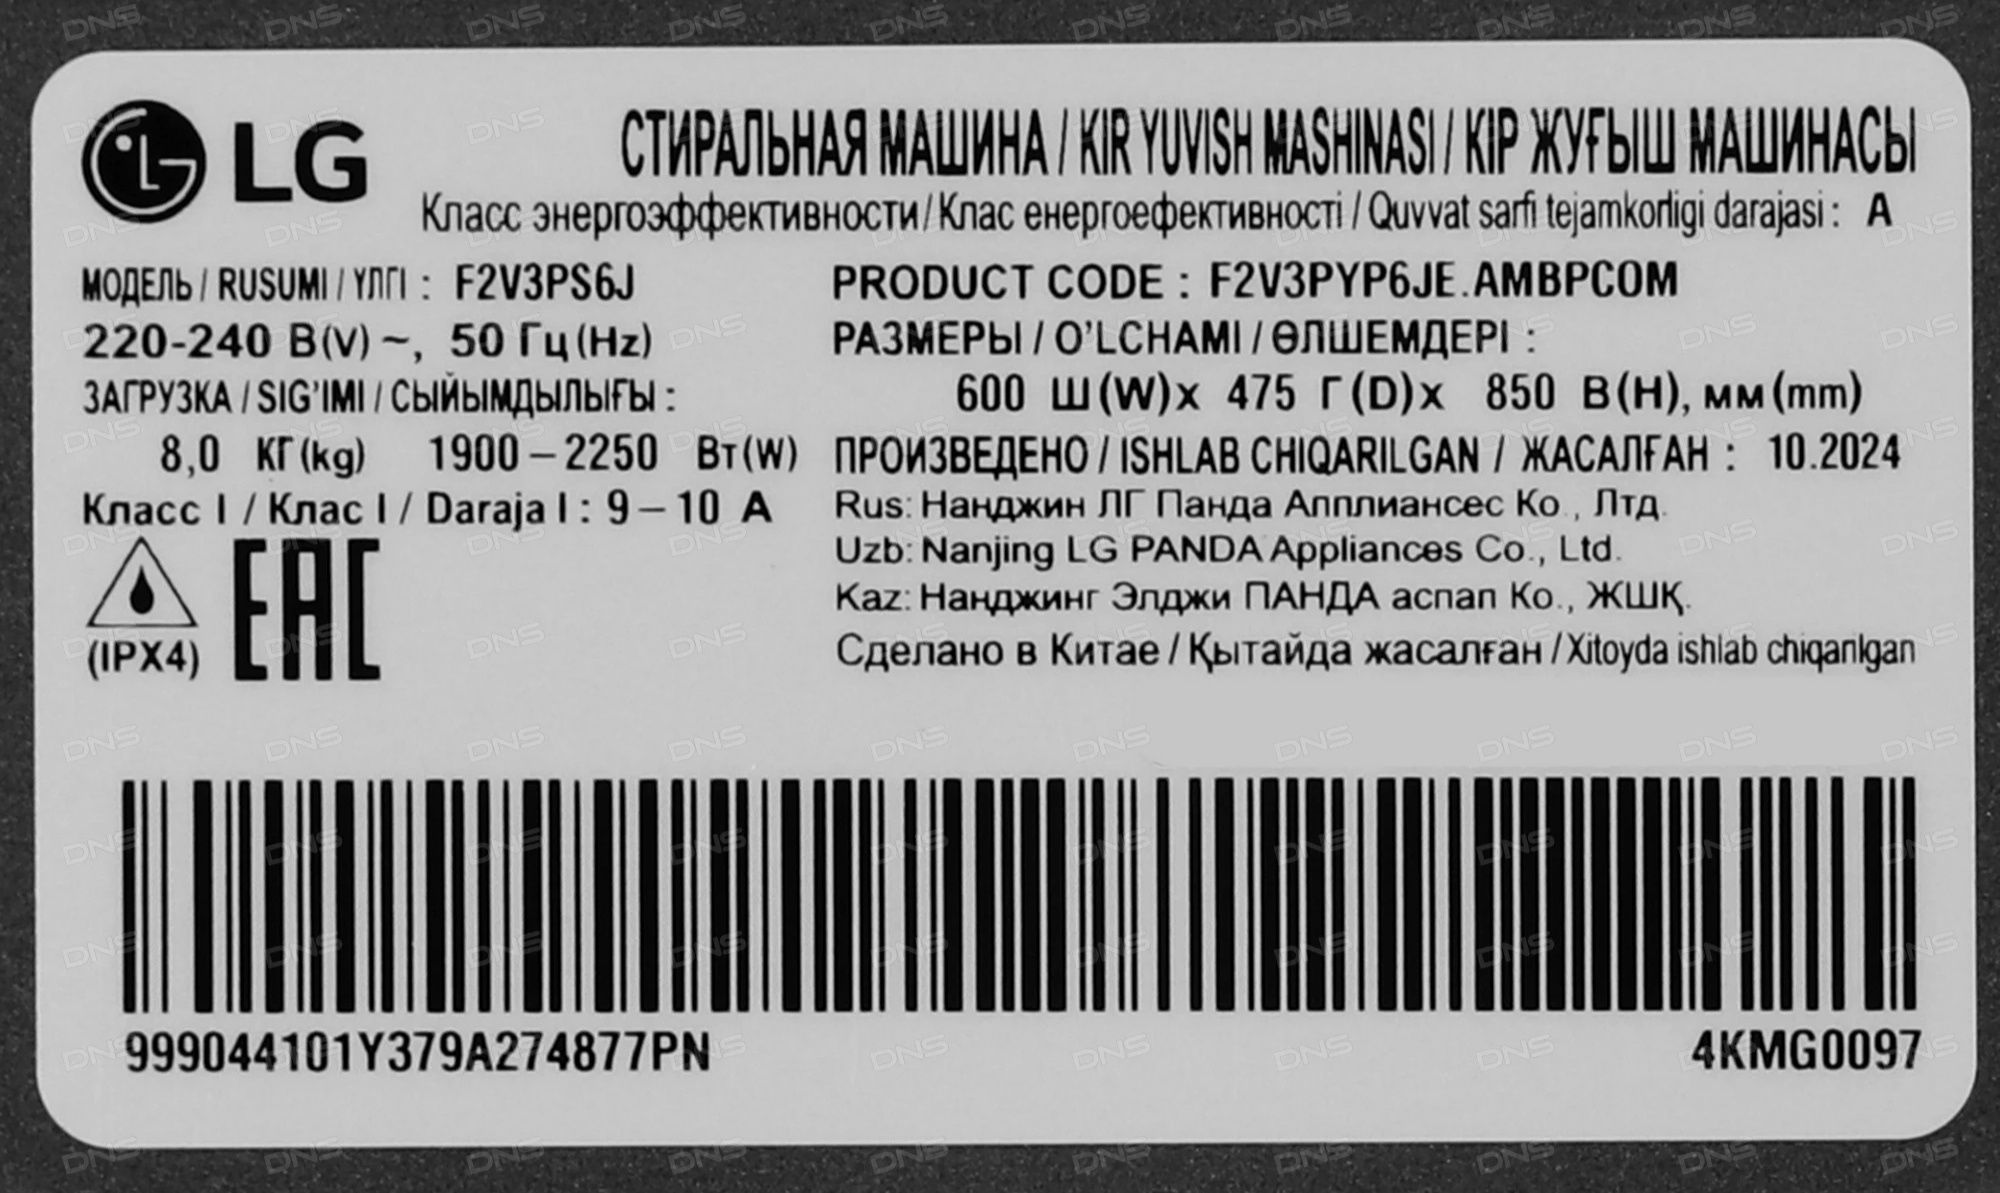 LG
СТИРАЛЬНАЯ МАШИНА / KIR YUVISH MASHINASI / КІР ЖУҒЫШ МАШИНАСЫ
Класс энергоэффективности / Клас енергоефективності / Quvvat sarfi tejamkorligi darajasi : A
МОДЕЛЬ / RUSUMI / ҮЛГІ : F2V3PS6J
220-240 В(V) ~, 50 Гц(Hz)
ЗАГРУЗКА / SIG'IMI / СЫЙЫМДЫЛЫҒЫ :
8,0 КГ(kg) 1900–2250 Вт(W)
Класс I / Клас I / Daraja I : 9–10 A
(IPX4)
EAC
PRODUCT CODE : F2V3PYP6JE.AMBPCOM
РАЗМЕРЫ / O'LCHAMI / ӨЛШЕМДЕРІ :
600 Ш(W)x 475 Г(D)x 850 В(H), мм(mm)
ПРОИЗВЕДЕНО / ISHLAB CHIQARILGAN / ЖАСАЛҒАН : 10.2024
Rus: Нанджин ЛГ Панда Апплиансес Ко., Лтд.
Uzb: Nanjing LG PANDA Appliances Co., Ltd.
Kaz: Нанджинг Элджи ПАНДА аспап Ко., ЖШҚ.
Сделано в Китае / Қытайда жасалған / Xitoyda ishlab chiqarılgan
999044101Y379A274877PN
4KMG0097
DNS